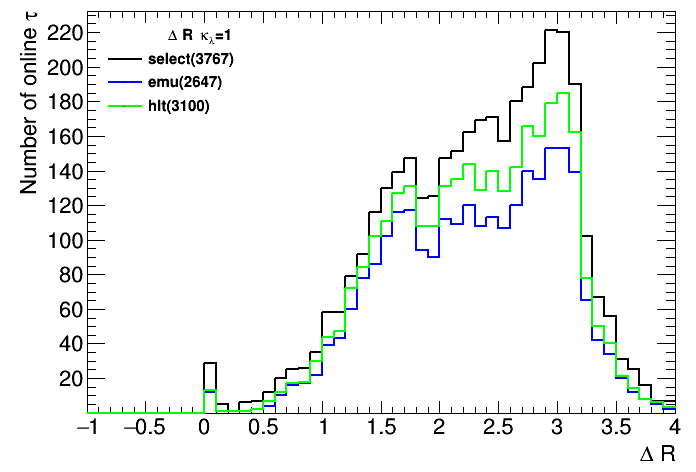 Δ R κλ=1
select(3767)
emu(2647)
hlt(3100)
Number of online τ
220
200
180
160
140
120
100
80
60
40
20
−1 −0.5 0 0.5 1 1.5 2 2.5 3 3.5 4
Δ R